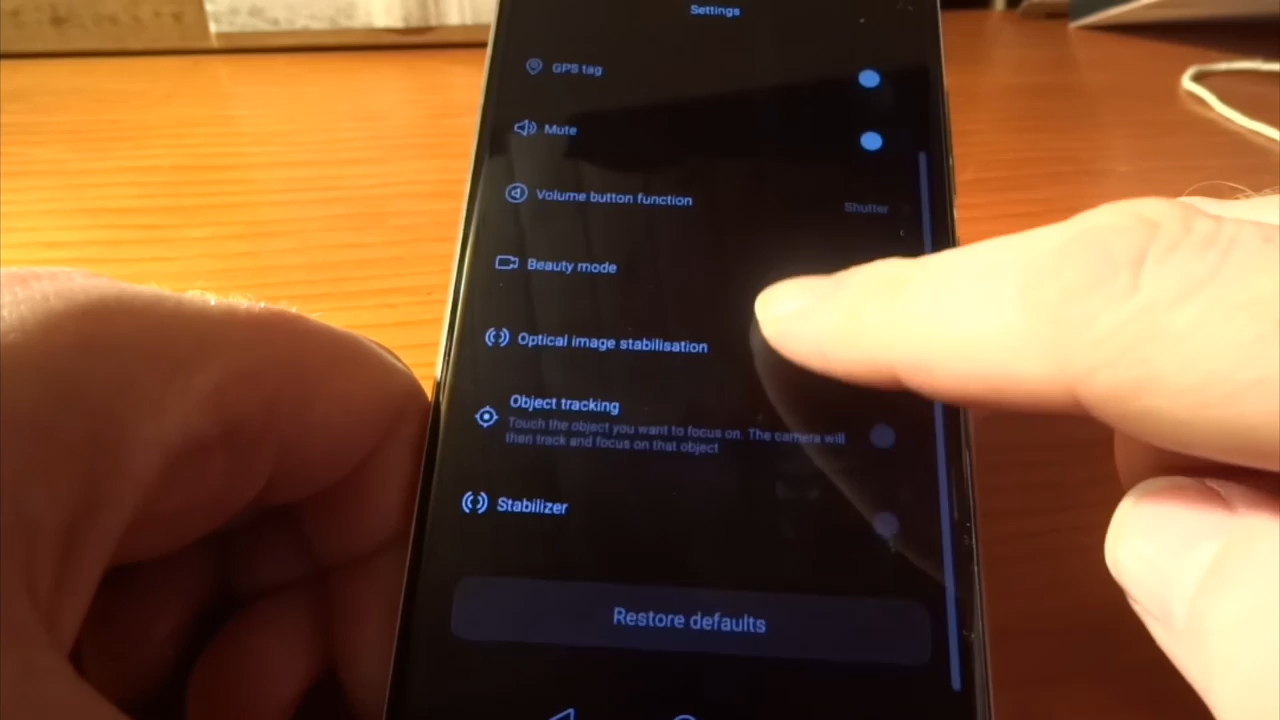 Settings
GPS tag
Mute
Volume button function
Shutter
Beauty mode
Optical image stabilisation
Object tracking
Touch the object you want to focus on. The camera will
then track and focus on that object
Stabilizer
Restore defaults